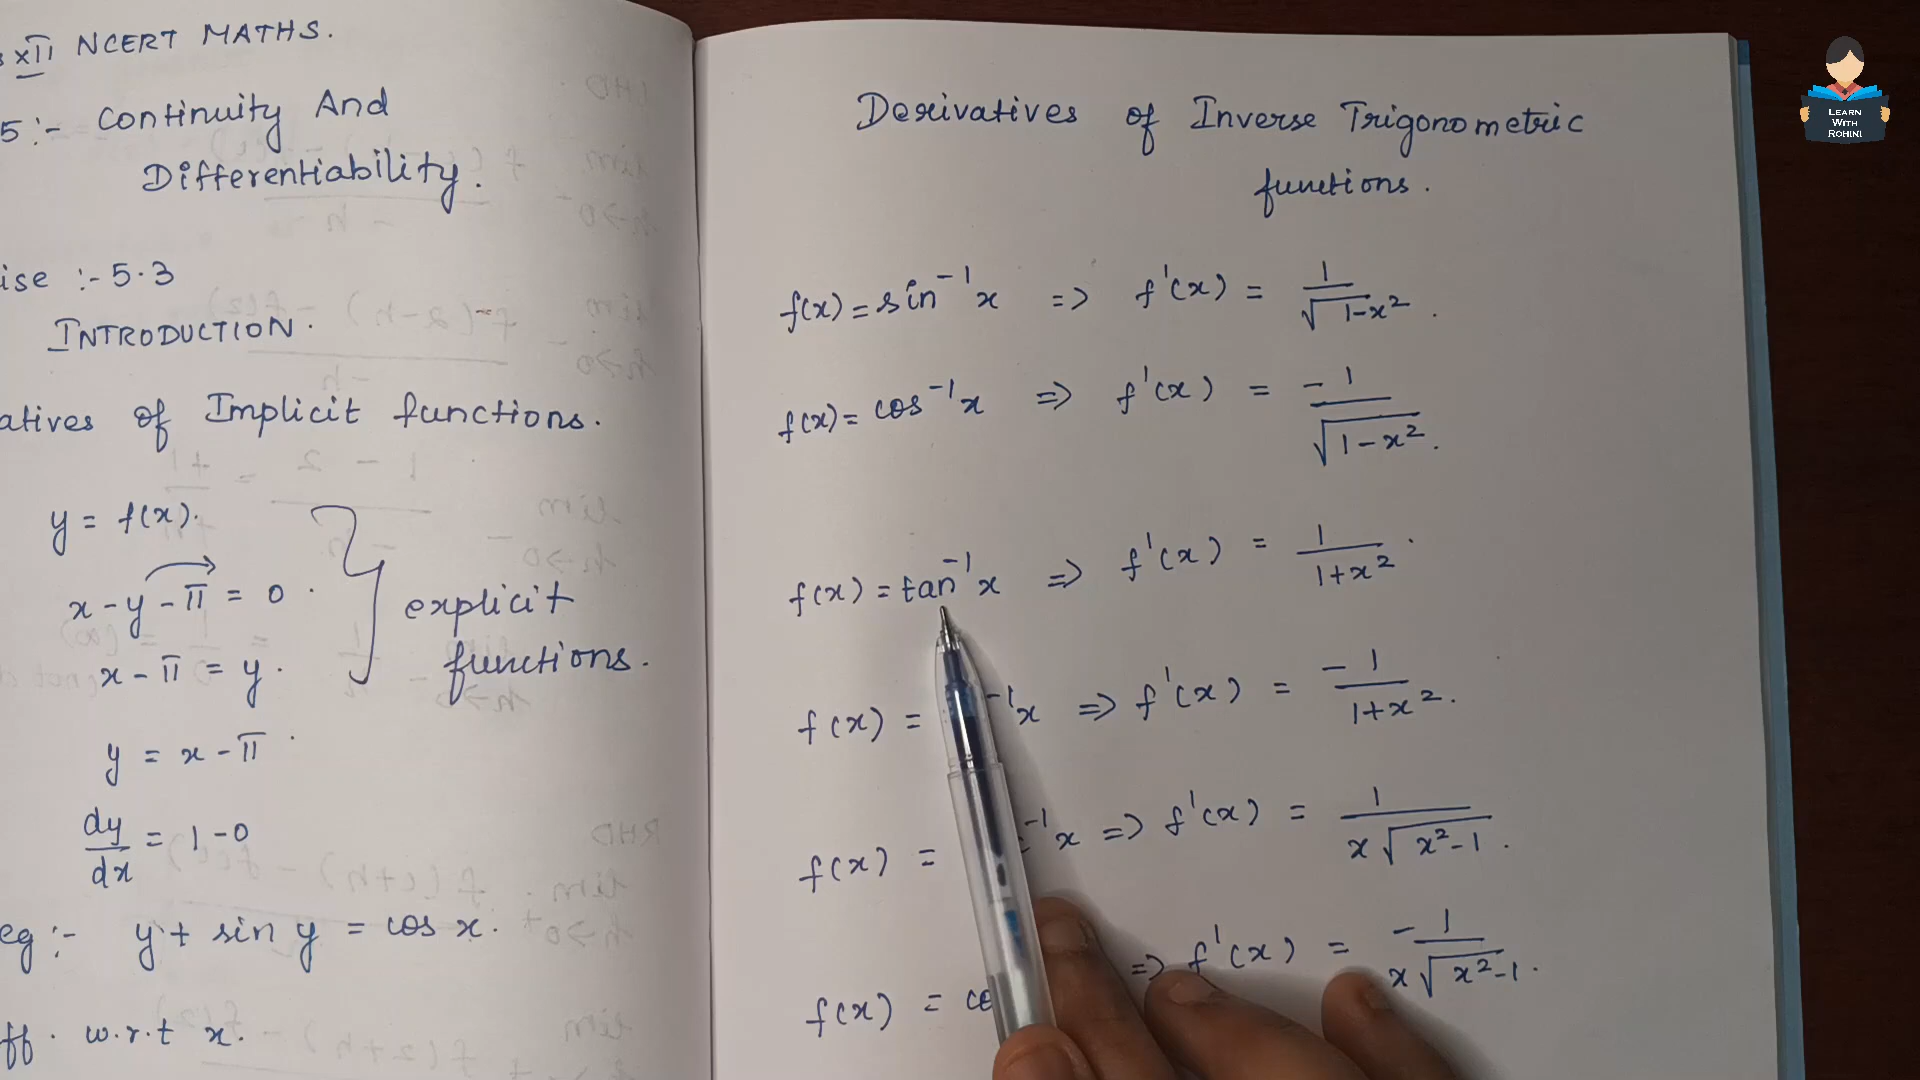 XII NCERT MATHS.
5 :- Continuity And
Differentiability.
ise :- 5.3
INTRODUCTION.
atives of Implicit functions.
y = f(x).
x - y - π = 0.
x - π = y.
explicit
functions.
y = x - π
dy/dx = 1 - 0
eg :- y + sin y = cos x.
ff. w.r.t x.
Derivatives of Inverse Trigonometric
functions.
f(x) = sin⁻¹x => f'(x) = 1/√1-x².
f(x) = cos⁻¹x => f'(x) = -1/√1-x².
f(x) = tan⁻¹x => f'(x) = 1/1+x².
f(x) = ⁻¹x => f'(x) = -1/1+x².
f(x) = ⁻¹x => f'(x) = 1/x√x²-1.
f(x) = co => f'(x) = -1/x√x²-1.
LEARN
WITH
ROHINI